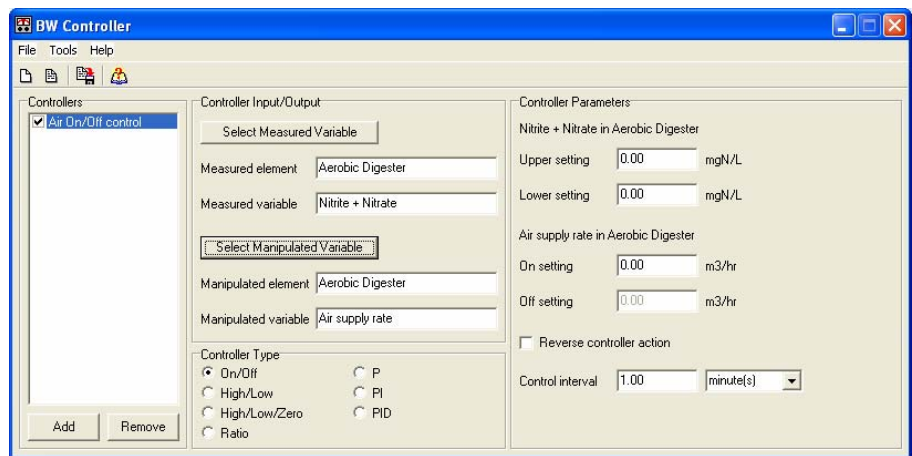 BW Controller
File Tools Help
Controllers
Air On/Off control
Add Remove
Controller Input/Output
Select Measured Variable
Measured element Aerobic Digester
Measured variable Nitrite + Nitrate
Select Manipulated Variable
Manipulated element Aerobic Digester
Manipulated variable Air supply rate
Controller Type
On/Off P
High/Low PI
High/Low/Zero PID
Ratio
Controller Parameters
Nitrite + Nitrate in Aerobic Digester
Upper setting 0.00 mgN/L
Lower setting 0.00 mgN/L
Air supply rate in Aerobic Digester
On setting 0.00 m3/hr
Off setting 0.00 m3/hr
Reverse controller action
Control interval 1.00 minute(s)